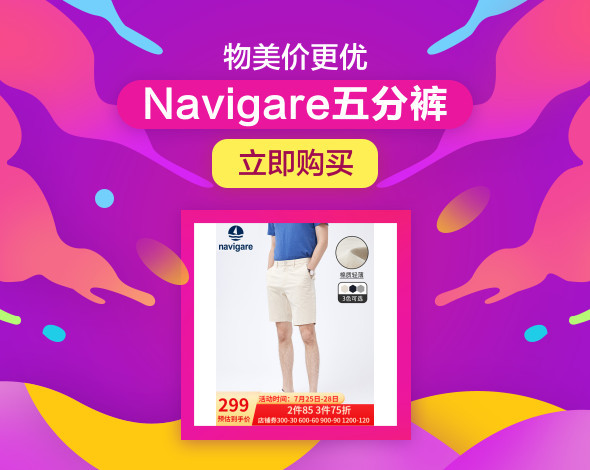 物美价更优
Navigare五分裤
立即购买
navigare
棉质轻薄
3色可选
活动时间：7月25日-28日
299
预估到手价
2件85 3件75折
店铺券300-30 600-60 900-90 1200-120